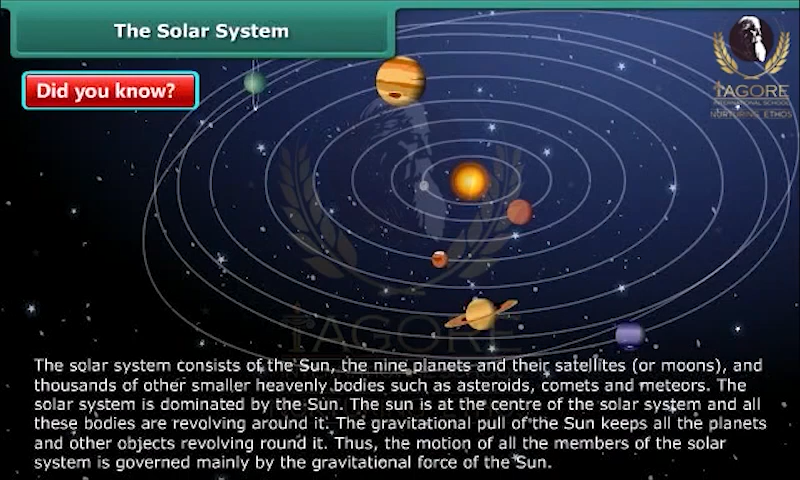 The Solar System
Did you know?
TAGORE
INTERNATIONAL SCHOOL
NURTURING ETHOS
TAGORE
The solar system consists of the Sun, the nine planets and their satellites (or moons), and
thousands of other smaller heavenly bodies such as asteroids, comets and meteors. The
solar system is dominated by the Sun. The sun is at the centre of the solar system and all
these bodies are revolving around it. The gravitational pull of the Sun keeps all the planets
and other objects revolving round it. Thus, the motion of all the members of the solar
system is governed mainly by the gravitational force of the Sun.